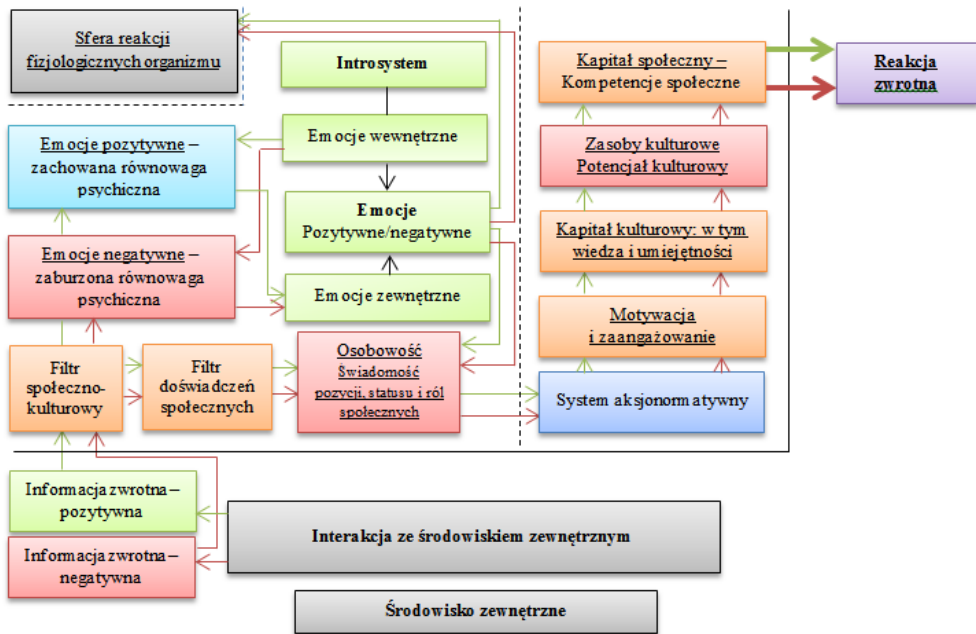 Sfera reakcji
fizjologicznych organizmu
Introsystem
Emocje wewnętrzne
Emocje pozytywne –
zachowana równowaga
psychiczna
Emocje
Pozytywne/negatywne
Emocje negatywne –
zaburzona równowaga
psychiczna
Emocje zewnętrzne
Filtr
społeczno-
kulturowy
Filtr
doświadczeń
społecznych
Osobowość
Świadomość
pozycji, statusu i ról
społecznych
Kapitał społeczny –
Kompetencje społeczne
Reakcja
zwrotna
Zasoby kulturowe
Potencjał kulturowy
Kapitał kulturowy: w tym
wiedza i umiejętności
Motywacja
i zaangażowanie
System aksjonormatywny
Informacja zwrotna –
pozytywna
Informacja zwrotna –
negatywna
Interakcja ze środowiskiem zewnętrznym
Środowisko zewnętrzne